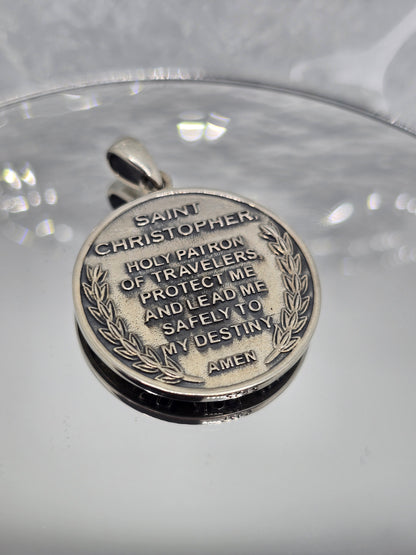 SAINT
CHRISTOPHER,
HOLY PATRON
OF TRAVELERS,
PROTECT ME
AND LEAD ME
SAFELY TO
MY DESTINY
AMEN